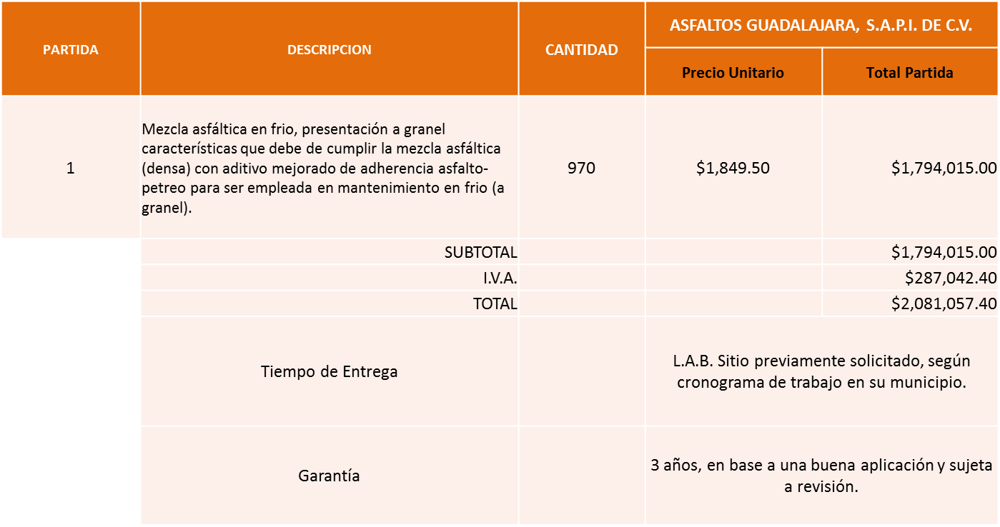 PARTIDA
DESCRIPCION
CANTIDAD
ASFALTOS GUADALAJARA, S.A.P.I. DE C.V.
Precio Unitario
Total Partida
1
Mezcla asfáltica en frio, presentación a granel
características que debe de cumplir la mezcla asfáltica
(densa) con aditivo mejorado de adherencia asfalto-
petreo para ser empleada en mantenimiento en frio (a
granel).
970
$1,849.50
$1,794,015.00
SUBTOTAL
$1,794,015.00
I.V.A.
$287,042.40
TOTAL
$2,081,057.40
Tiempo de Entrega
L.A.B. Sitio previamente solicitado, según
cronograma de trabajo en su municipio.
Garantía
3 años, en base a una buena aplicación y sujeta
a revisión.